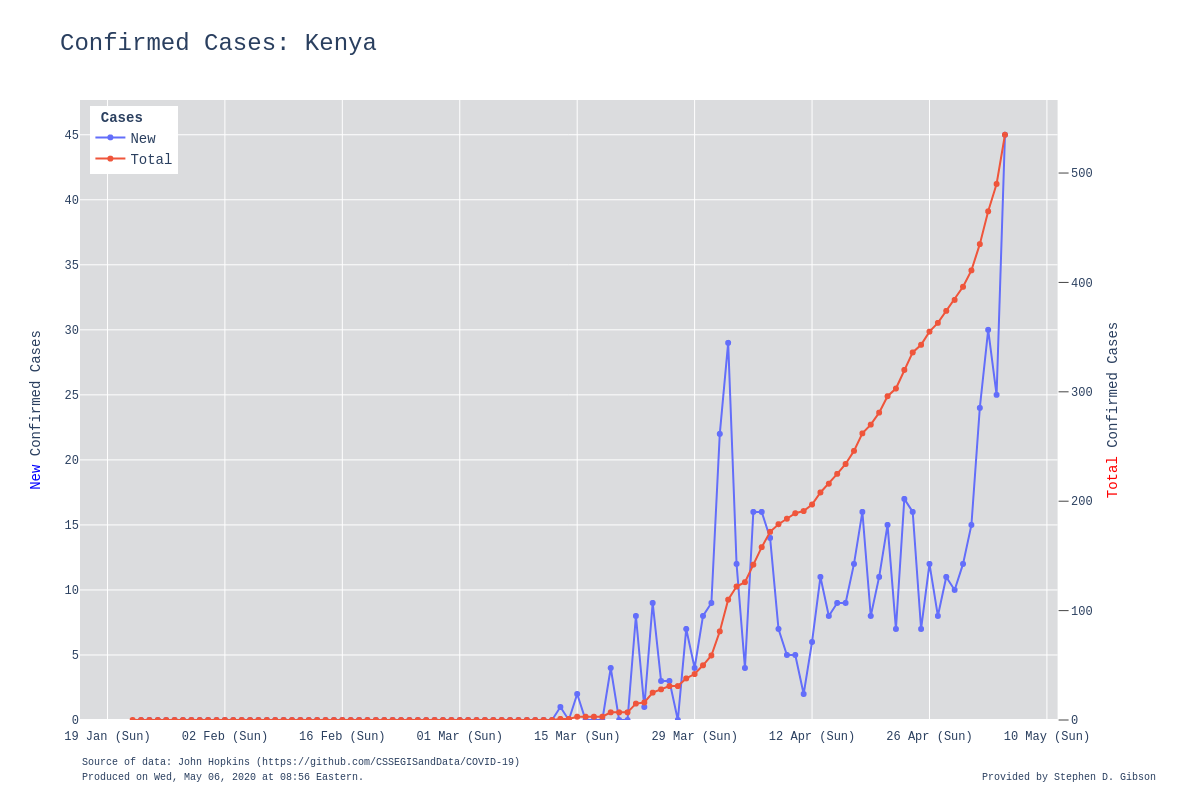 Confirmed Cases: Kenya
Cases
New
Total
45
40
35
30
25
20
15
10
5
0
New Confirmed Cases
500
400
300
200
100
0
Total Confirmed Cases
19 Jan (Sun) 02 Feb (Sun) 16 Feb (Sun) 01 Mar (Sun) 15 Mar (Sun) 29 Mar (Sun) 12 Apr (Sun) 26 Apr (Sun) 10 May (Sun)
Source of data: John Hopkins (https://github.com/CSSEGISandData/COVID-19)
Produced on Wed, May 06, 2020 at 08:56 Eastern.
Provided by Stephen D. Gibson